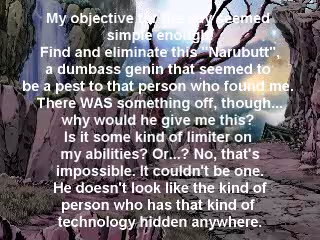 My objective for the day seemed
simple enough.
Find and eliminate this "Narubutt",
a dumbass genin that seemed to
be a pest to that person who found me.
There WAS something off, though...
why would he give me this?
Is it some kind of limiter on
my abilities? Or...? No, that's
impossible. It couldn't be one.
He doesn't look like the kind of
person who has that kind of
technology hidden anywhere.